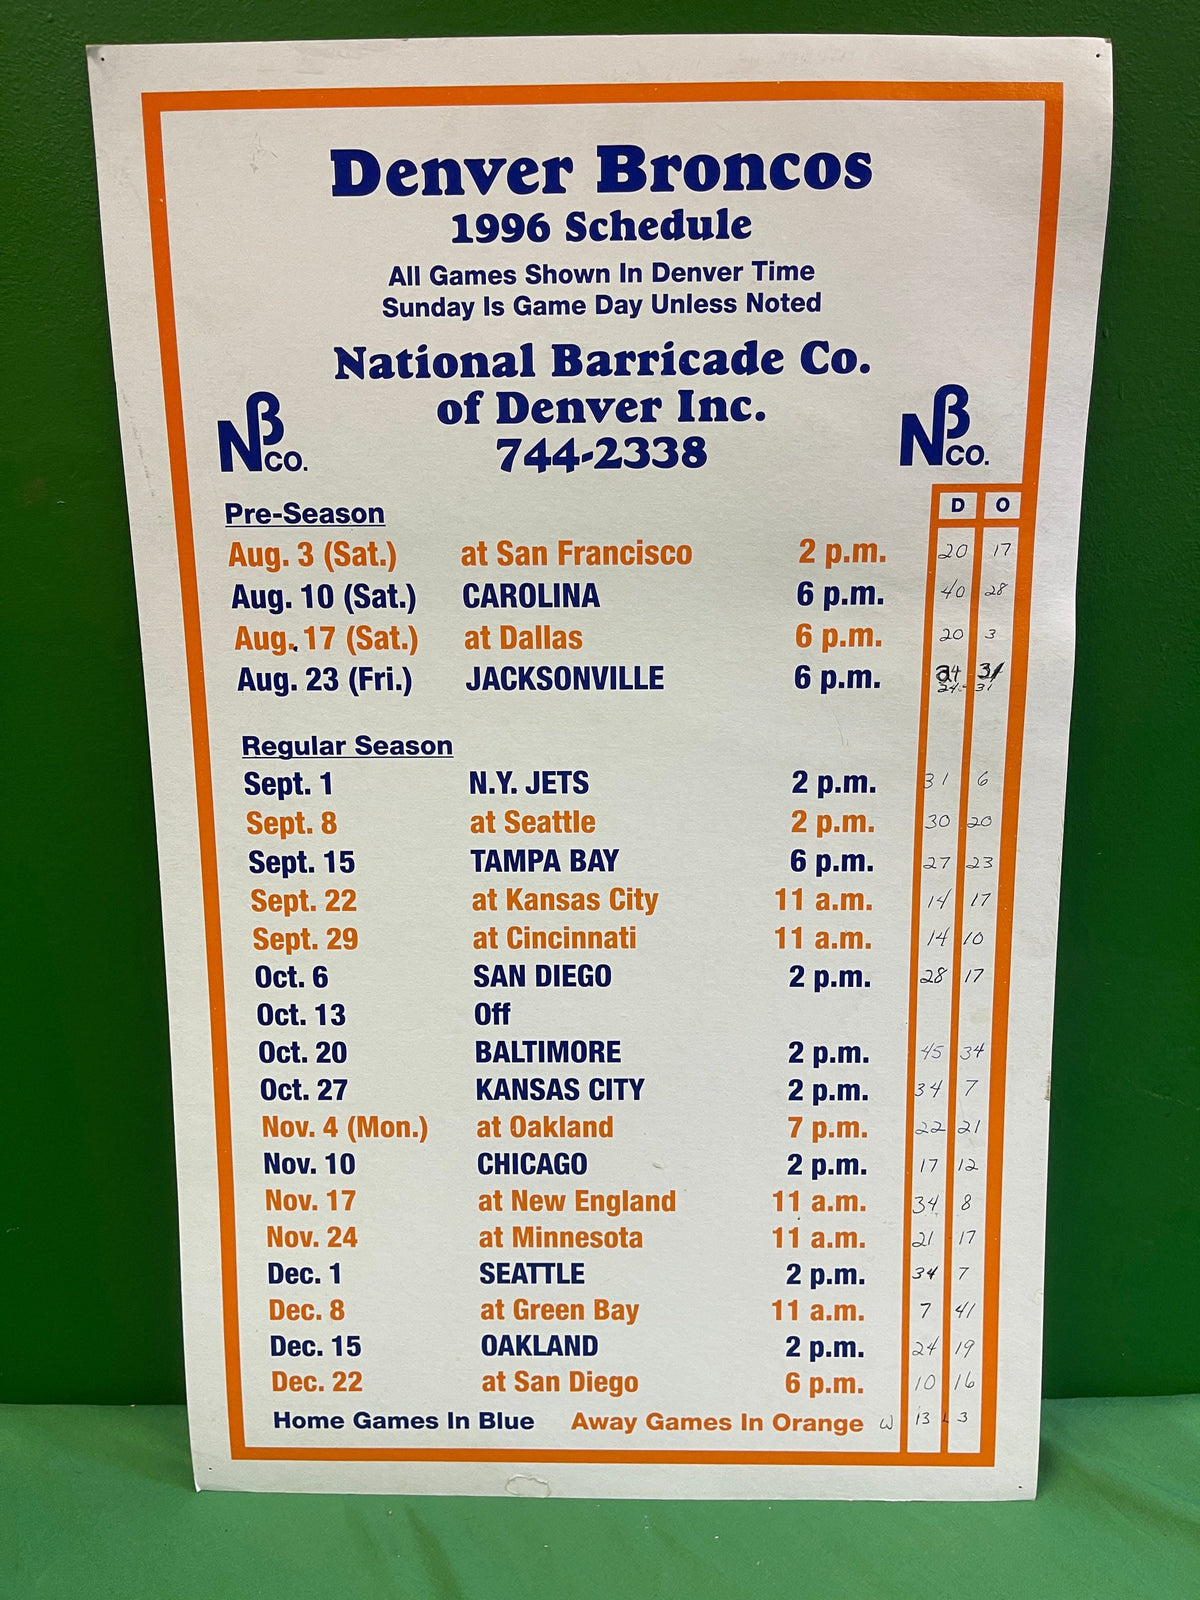 Denver Broncos
1996 Schedule
All Games Shown In Denver Time
Sunday Is Game Day Unless Noted
National Barricade Co.
of Denver Inc.
744-2338
NB CO.
NB CO.
Pre-Season D O
Aug. 3 (Sat.) at San Francisco 2 p.m. 20 17
Aug. 10 (Sat.) CAROLINA 6 p.m. 40 28
Aug. 17 (Sat.) at Dallas 6 p.m. 20 3
Aug. 23 (Fri.) JACKSONVILLE 6 p.m. 24 31
24-31
Regular Season
Sept. 1 N.Y. JETS 2 p.m. 31 6
Sept. 8 at Seattle 2 p.m. 30 20
Sept. 15 TAMPA BAY 6 p.m. 27 23
Sept. 22 at Kansas City 11 a.m. 14 17
Sept. 29 at Cincinnati 11 a.m. 14 10
Oct. 6 SAN DIEGO 2 p.m. 28 17
Oct. 13 Off
Oct. 20 BALTIMORE 2 p.m. 45 34
Oct. 27 KANSAS CITY 2 p.m. 34 7
Nov. 4 (Mon.) at Oakland 7 p.m. 22 21
Nov. 10 CHICAGO 2 p.m. 17 12
Nov. 17 at New England 11 a.m. 34 8
Nov. 24 at Minnesota 11 a.m. 21 17
Dec. 1 SEATTLE 2 p.m. 34 7
Dec. 8 at Green Bay 11 a.m. 7 41
Dec. 15 OAKLAND 2 p.m. 24 19
Dec. 22 at San Diego 6 p.m. 10 16
Home Games In Blue Away Games In Orange W 13 L 3